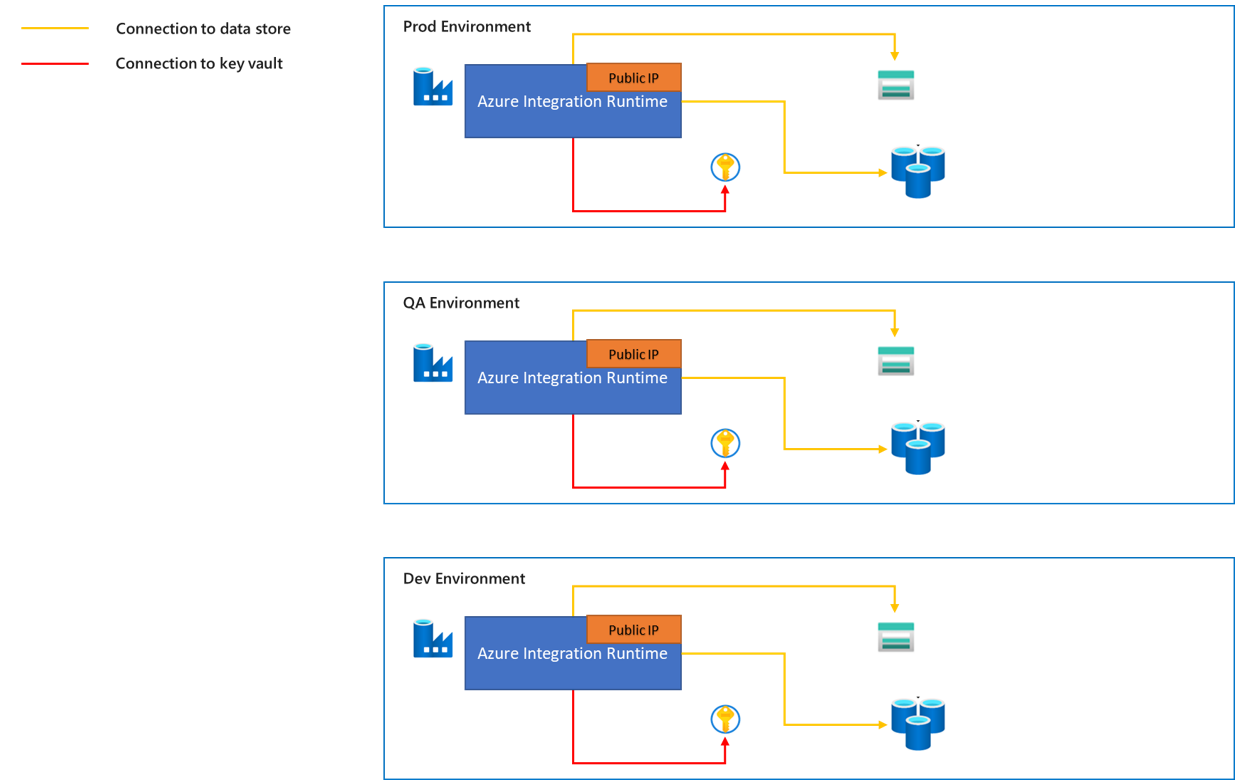 Connection to data store
Connection to key vault
Prod Environment
Public IP
Azure Integration Runtime
QA Environment
Public IP
Azure Integration Runtime
Dev Environment
Public IP
Azure Integration Runtime